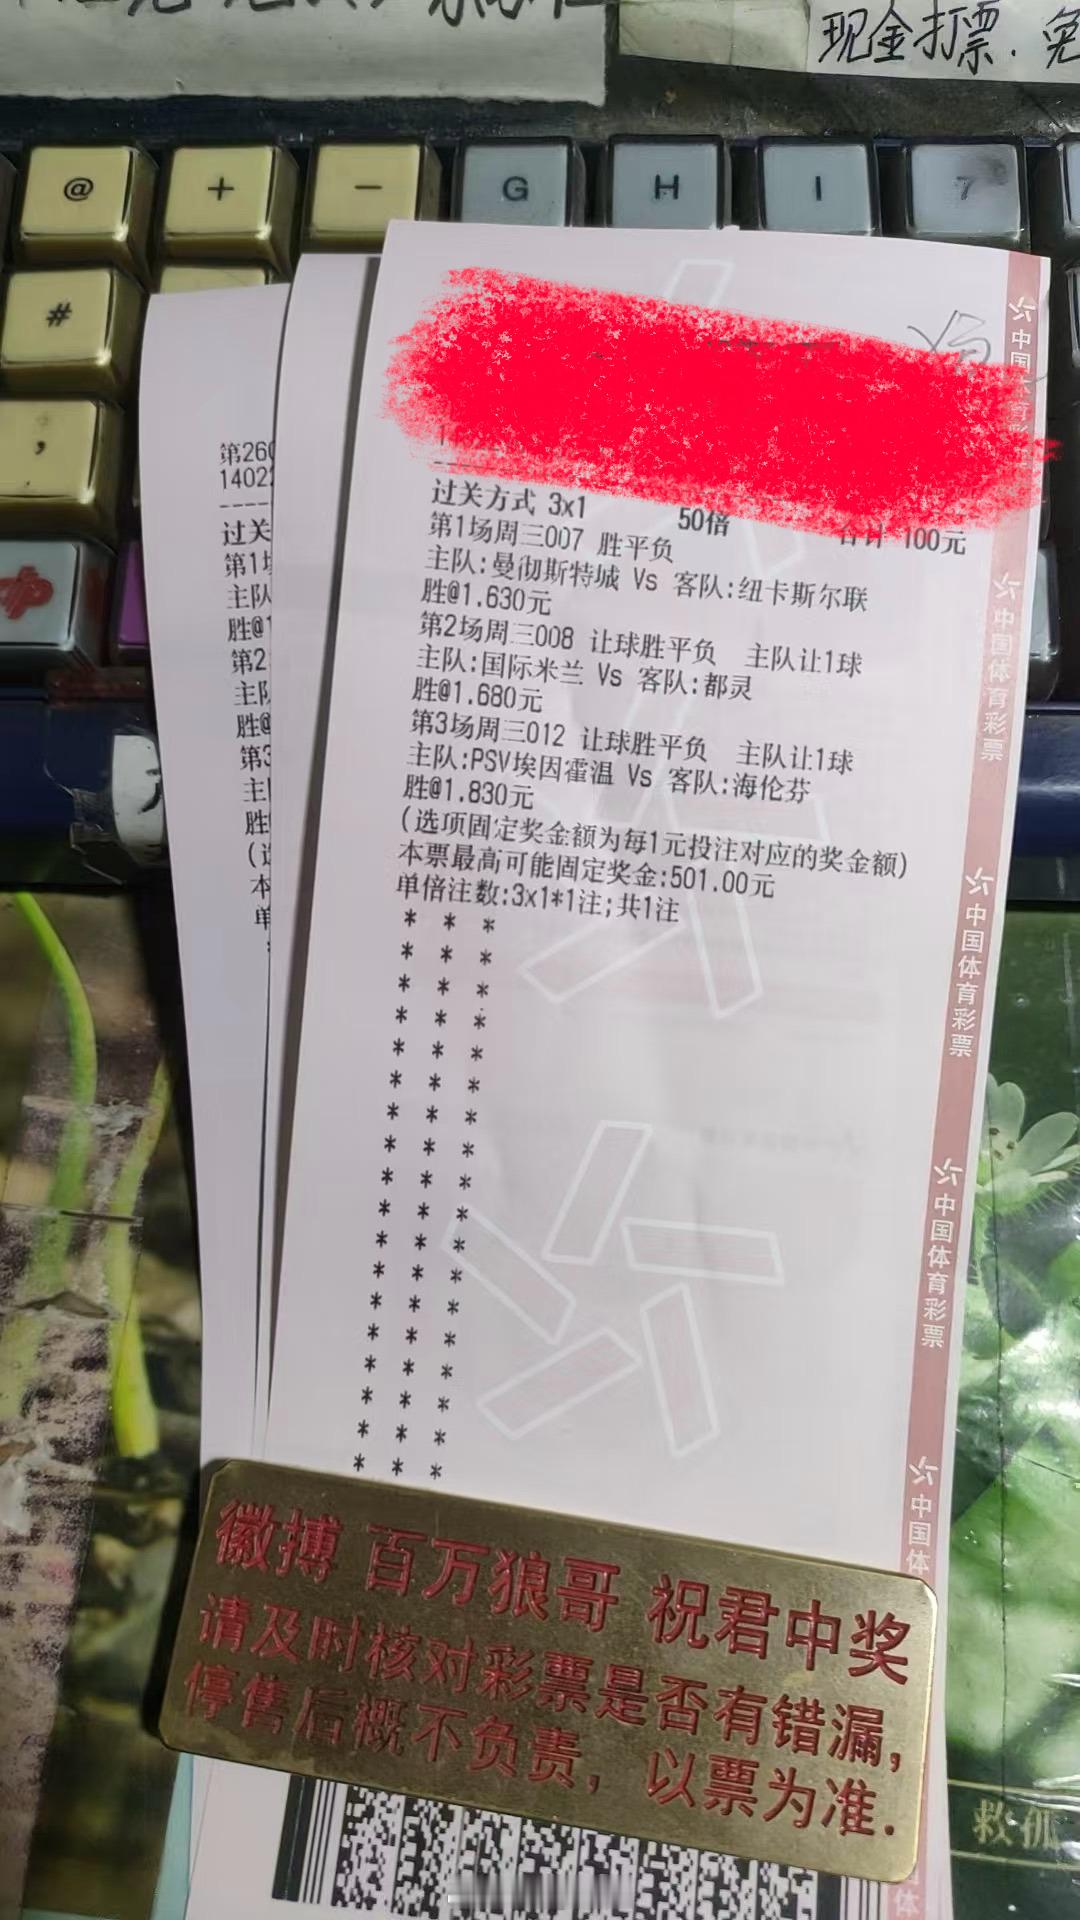 现金打票.免
@
+
-
G
H
I
7
#
,
第260
14022
过关
第1场
主队
胜@1
第2
主队
胜@
第3
主
胜
本
单
过关方式 3x1 50倍 合计 100元
第1场周三007 胜平负
主队:曼彻斯特城 Vs 客队:纽卡斯尔联
胜@1.630元
第2场周三008 让球胜平负 主队让1球
主队:国际米兰 Vs 客队:都灵
胜@1.680元
第3场周三012 让球胜平负 主队让1球
主队:PSV埃因霍温 Vs 客队:海伦芬
胜@1.830元
(选项固定奖金额为每1元投注对应的奖金额)
本票最高可能固定奖金:501.00元
单倍注数:3x1*1注;共1注
中国体育彩票
中国体育彩票
中国体育彩票
中国体育彩票
中国体
徽搏 百万狼哥 祝君中奖
请及时核对彩票是否有错漏,
停售后概不负责, 以票为准.